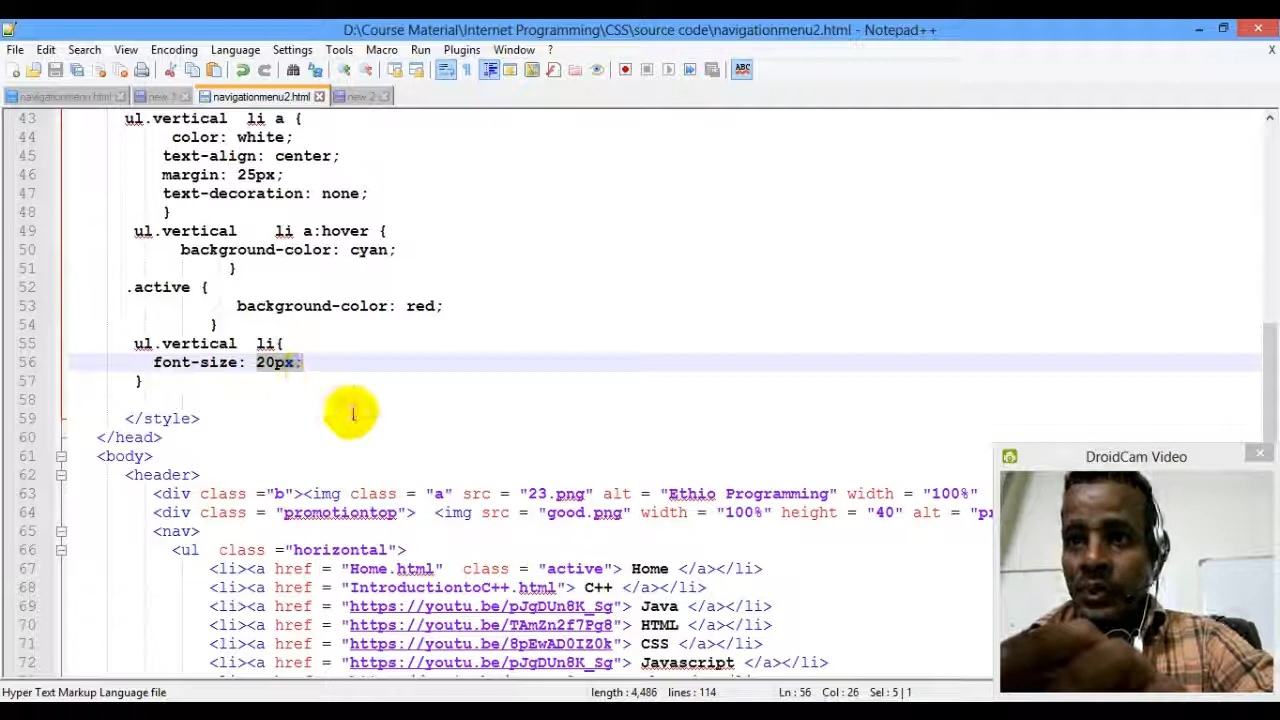 D:\Course Material\Internet Programming\CSS\source code\navigationmenu2.html - Notepad++
File Edit Search View Encoding Language Settings Tools Macro Run Plugins Window ? X
navigationmenu.html new 1 navigationmenu2.html new 2
43 ul.vertical li a {
44 color: white;
45 text-align: center;
46 margin: 25px;
47 text-decoration: none;
48 }
49 ul.vertical li a:hover {
50 background-color: cyan;
51 }
52 .active {
53 background-color: red;
54 }
55 ul.vertical li{
56 font-size: 20px;
57 }
58
59 </style>
60 </head>
61 <body>
62 <header>
63 <div class ="b"><img class = "a" src = "23.png" alt = "Ethio Programming" width = "100%"
64 <div class = "promotiontop"> <img src = "good.png" width = "100%" height = "40" alt = "pr
65 <nav>
66 <ul class ="horizontal">
67 <li><a href = "Home.html" class = "active"> Home </a></li>
68 <li><a href = "IntroductiontoC++.html"> C++ </a></li>
69 <li><a href = "https://youtu.be/pJgDUn8K_Sg"> Java </a></li>
70 <li><a href = "https://youtu.be/TAmZn2f7Pg8"> HTML </a></li>
71 <li><a href = "https://youtu.be/8pEwAD0IZ0k"> CSS </a></li>
72 <li><a href = "https://youtu.be/pJgDUn8K_Sg"> Javascript </a></li>
DroidCam Video
Hyper Text Markup Language file length : 4,486 lines : 114 Ln : 56 Col : 26 Sel : 5 | 1
ABC